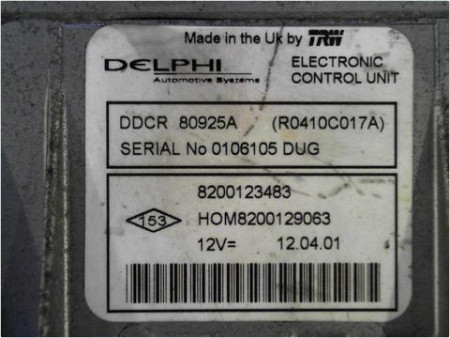 Made in the Uk by TRW
DELPHI
Automotive Systems
ELECTRONIC
CONTROL UNIT
DDCR 80925A (R0410C017A)
SERIAL No 0106105 DUG
8200123483
153 HOM8200129063
12V= 12.04.01